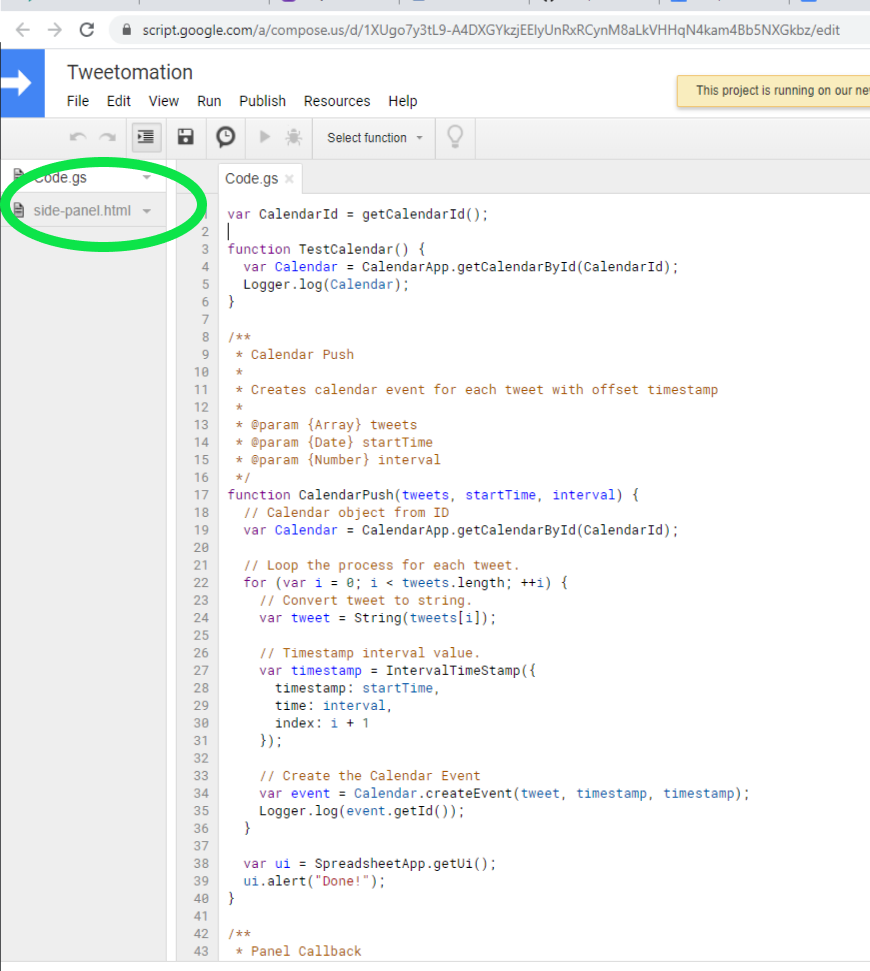 script.google.com/a/compose.us/d/1XUgo7y3tL9-A4DXGYkzjEElyUnRxRCynM8aLkVHHqN4kam4Bb5NXGkbz/edit
Tweetomation
File Edit View Run Publish Resources Help
This project is running on our ne
Select function
Code.gs
side-panel.html
Code.gs ×
1 var CalendarId = getCalendarId();
2
3 function TestCalendar() {
4 var Calendar = CalendarApp.getCalendarById(CalendarId);
5 Logger.log(Calendar);
6 }
7
8 /**
9 * Calendar Push
10 *
11 * Creates calendar event for each tweet with offset timestamp
12 *
13 * @param {Array} tweets
14 * @param {Date} startTime
15 * @param {Number} interval
16 */
17 function CalendarPush(tweets, startTime, interval) {
18 // Calendar object from ID
19 var Calendar = CalendarApp.getCalendarById(CalendarId);
20
21 // Loop the process for each tweet.
22 for (var i = 0; i < tweets.length; ++i) {
23 // Convert tweet to string.
24 var tweet = String(tweets[i]);
25
26 // Timestamp interval value.
27 var timestamp = IntervalTimeStamp({
28 timestamp: startTime,
29 time: interval,
30 index: i + 1
31 });
32
33 // Create the Calendar Event
34 var event = Calendar.createEvent(tweet, timestamp, timestamp);
35 Logger.log(event.getId());
36 }
37
38 var ui = SpreadsheetApp.getUi();
39 ui.alert("Done!");
40 }
41
42 /**
43 * Panel Callback